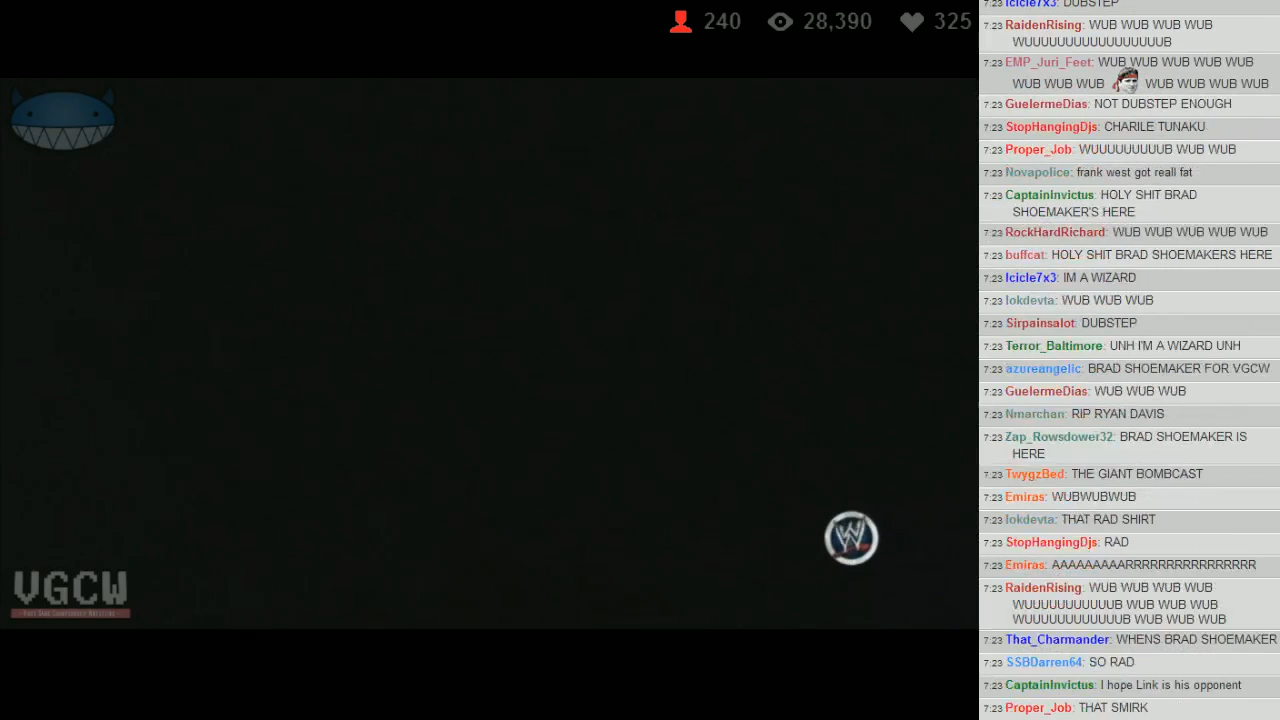 240 28,390 325
VGCW
7:23 Icicle7x3: DUBSTEP
7:23 RaidenRising: WUB WUB WUB WUB
WUUUUUUUUUUUUUUUUUB
7:23 EMP_Juri_Feet: WUB WUB WUB WUB WUB
WUB WUB WUB WUB WUB WUB WUB
7:23 GuelermeDias: NOT DUBSTEP ENOUGH
7:23 StopHangingDjs: CHARILE TUNAKU
7:23 Proper_Job: WUUUUUUUUUB WUB WUB
7:23 Novapolice: frank west got reall fat
7:23 CaptainInvictus: HOLY SHIT BRAD
SHOEMAKER'S HERE
7:23 RockHardRichard: WUB WUB WUB WUB WUB
7:23 buffcat: HOLY SHIT BRAD SHOEMAKERS HERE
7:23 Icicle7x3: IM A WIZARD
7:23 lokdevta: WUB WUB WUB
7:23 Sirpainsalot: DUBSTEP
7:23 Terror_Baltimore: UNH I'M A WIZARD UNH
7:23 azureangelic: BRAD SHOEMAKER FOR VGCW
7:23 GuelermeDias: WUB WUB WUB
7:23 Nmarchan: RIP RYAN DAVIS
7:23 Zap_Rowsdower32: BRAD SHOEMAKER IS
HERE
7:23 TwygzBed: THE GIANT BOMBCAST
7:23 Emiras: WUBWUBWUB
7:23 lokdevta: THAT RAD SHIRT
7:23 StopHangingDjs: RAD
7:23 Emiras: AAAAAAAAARRRRRRRRRRRRRRR
7:23 RaidenRising: WUB WUB WUB WUB
WUUUUUUUUUUUB WUB WUB WUB
WUUUUUUUUUUUUB WUB WUB WUB
7:23 That_Charmander: WHENS BRAD SHOEMAKER
7:23 SSBDarren64: SO RAD
7:23 CaptainInvictus: I hope Link is his opponent
7:23 Proper_Job: THAT SMIRK